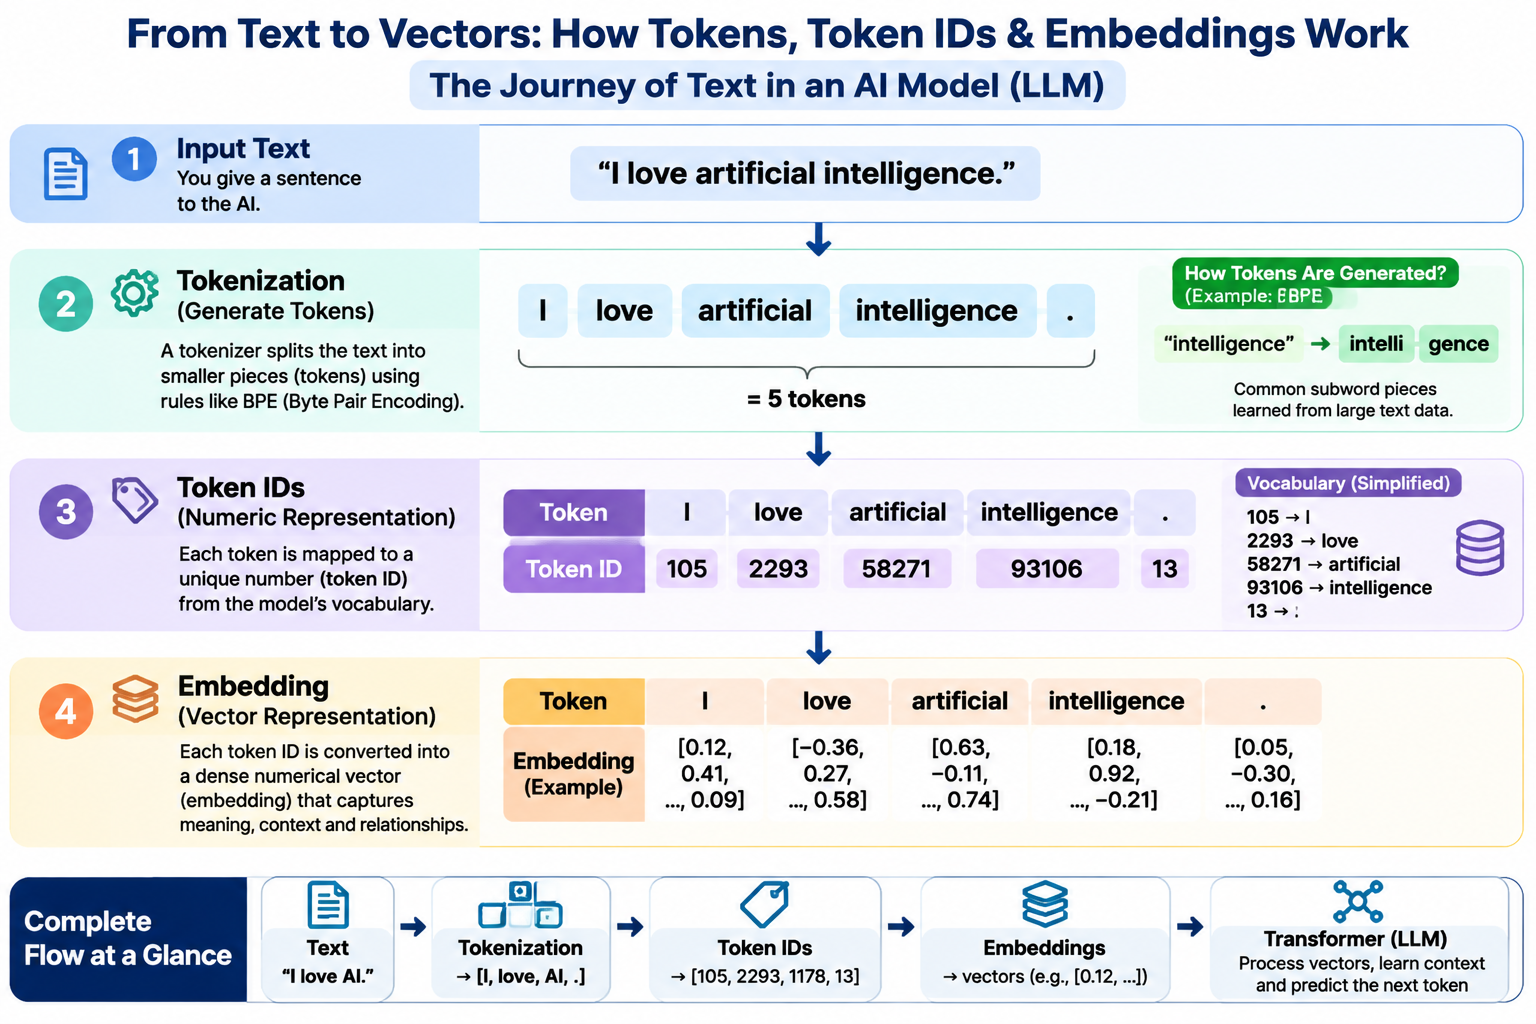 From Text to Vectors: How Tokens, Token IDs & Embeddings Work
The Journey of Text in an AI Model (LLM)
1
Input Text
You give a sentence
to the AI.
“I love artificial intelligence.”
2
Tokenization
(Generate Tokens)
A tokenizer splits the text into
smaller pieces (tokens) using
rules like BPE (Byte Pair Encoding).
I love artificial intelligence .
= 5 tokens
How Tokens Are Generated?
(Example: BPE
“intelligence” → intelli gence
Common subword pieces
learned from large text data.
3
Token IDs
(Numeric Representation)
Each token is mapped to a
unique number (token ID)
from the model’s vocabulary.
Token I love artificial intelligence .
Token ID 105 2293 58271 93106 13
Vocabulary (Simplified)
105 → I
2293 → love
58271 → artificial
93106 → intelligence
13 →
4
Embedding
(Vector Representation)
Each token ID is converted into
a dense numerical vector
(embedding) that captures
meaning, context and relationships.
Token I love artificial intelligence .
Embedding
(Example)
[0.12,
0.41,
..., 0.09]
[−0.36,
0.27,
..., 0.58]
[0.63,
−0.11,
..., 0.74]
[0.18,
0.92,
..., −0.21]
[0.05,
−0.30,
..., 0.16]
Complete
Flow at a Glance
Text
“I love AI.”
Tokenization
→ [I, love, AI, .]
Token IDs
→ [105, 2293, 1178, 13]
Embeddings
→ vectors (e.g., [0.12, ...])
Transformer (LLM)
Process vectors, learn context
and predict the next token